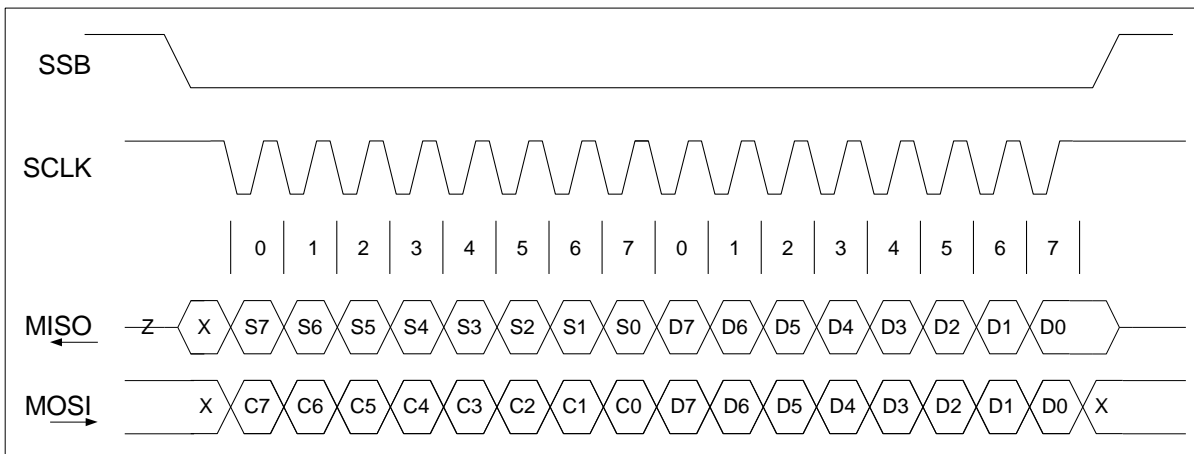 SSB
SCLK
0 1 2 3 4 5 6 7 0 1 2 3 4 5 6 7
MISO Z X S7 S6 S5 S4 S3 S2 S1 S0 D7 D6 D5 D4 D3 D2 D1 D0
MOSI X C7 C6 C5 C4 C3 C2 C1 C0 D7 D6 D5 D4 D3 D2 D1 D0 X